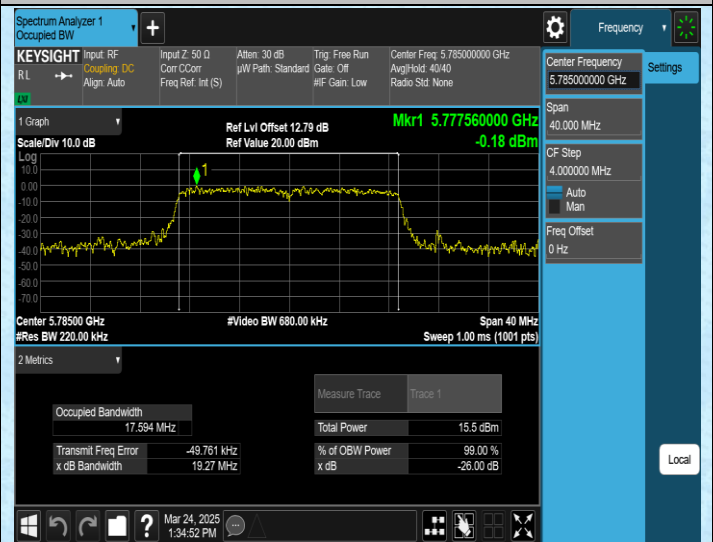 Spectrum Analyzer 1
Occupied BW
+
Frequency
KEYSIGHT
RL
Input: RF
Coupling: DC
Align: Auto
Input Z: 50 Ω
Corr CCorr
Freq Ref: Int (S)
Atten: 30 dB
µW Path: Standard
Trig: Free Run
Gate: Off
#IF Gain: Low
Center Freq: 5.785000000 GHz
Avg|Hold: 40/40
Radio Std: None
LXI
1 Graph
Scale/Div 10.0 dB
Ref Lvl Offset 12.79 dB
Ref Value 20.00 dBm
Mkr1 5.777560000 GHz
-0.18 dBm
Log
10.0
0.00
-10.0
-20.0
-30.0
-40.0
-50.0
-60.0
-70.0
1
Center 5.78500 GHz
#Res BW 220.00 kHz
#Video BW 680.00 kHz
Span 40 MHz
Sweep 1.00 ms (1001 pts)
2 Metrics
Measure Trace
Trace 1
Occupied Bandwidth
17.594 MHz
Total Power
15.5 dBm
Transmit Freq Error
-49.761 kHz
% of OBW Power
99.00 %
x dB Bandwidth
19.27 MHz
x dB
-26.00 dB
Center Frequency
5.785000000 GHz
Settings
Span
40.000 MHz
CF Step
4.000000 MHz
Auto
Man
Freq Offset
0 Hz
Local
?
Mar 24, 2025
1:34:52 PM